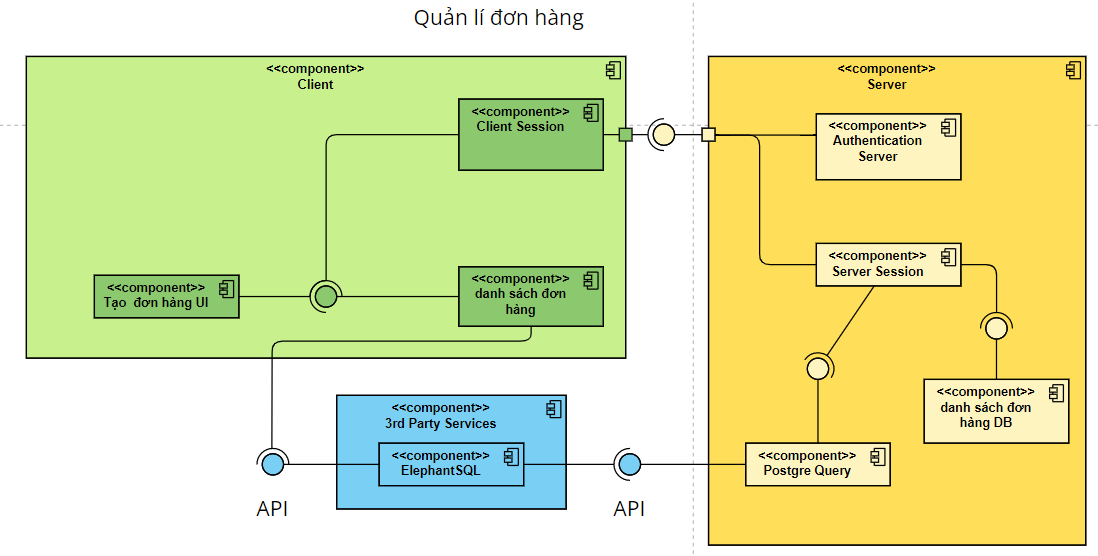 Quản lí đơn hàng
<<component>>
Client
<<component>>
Client Session
<<component>>
Tạo đơn hàng UI
<<component>>
danh sách đơn
hàng
<<component>>
Server
<<component>>
Authentication
Server
<<component>>
Server Session
<<component>>
danh sách đơn
hàng DB
<<component>>
Postgre Query
<<component>>
3rd Party Services
<<component>>
ElephantSQL
API
API